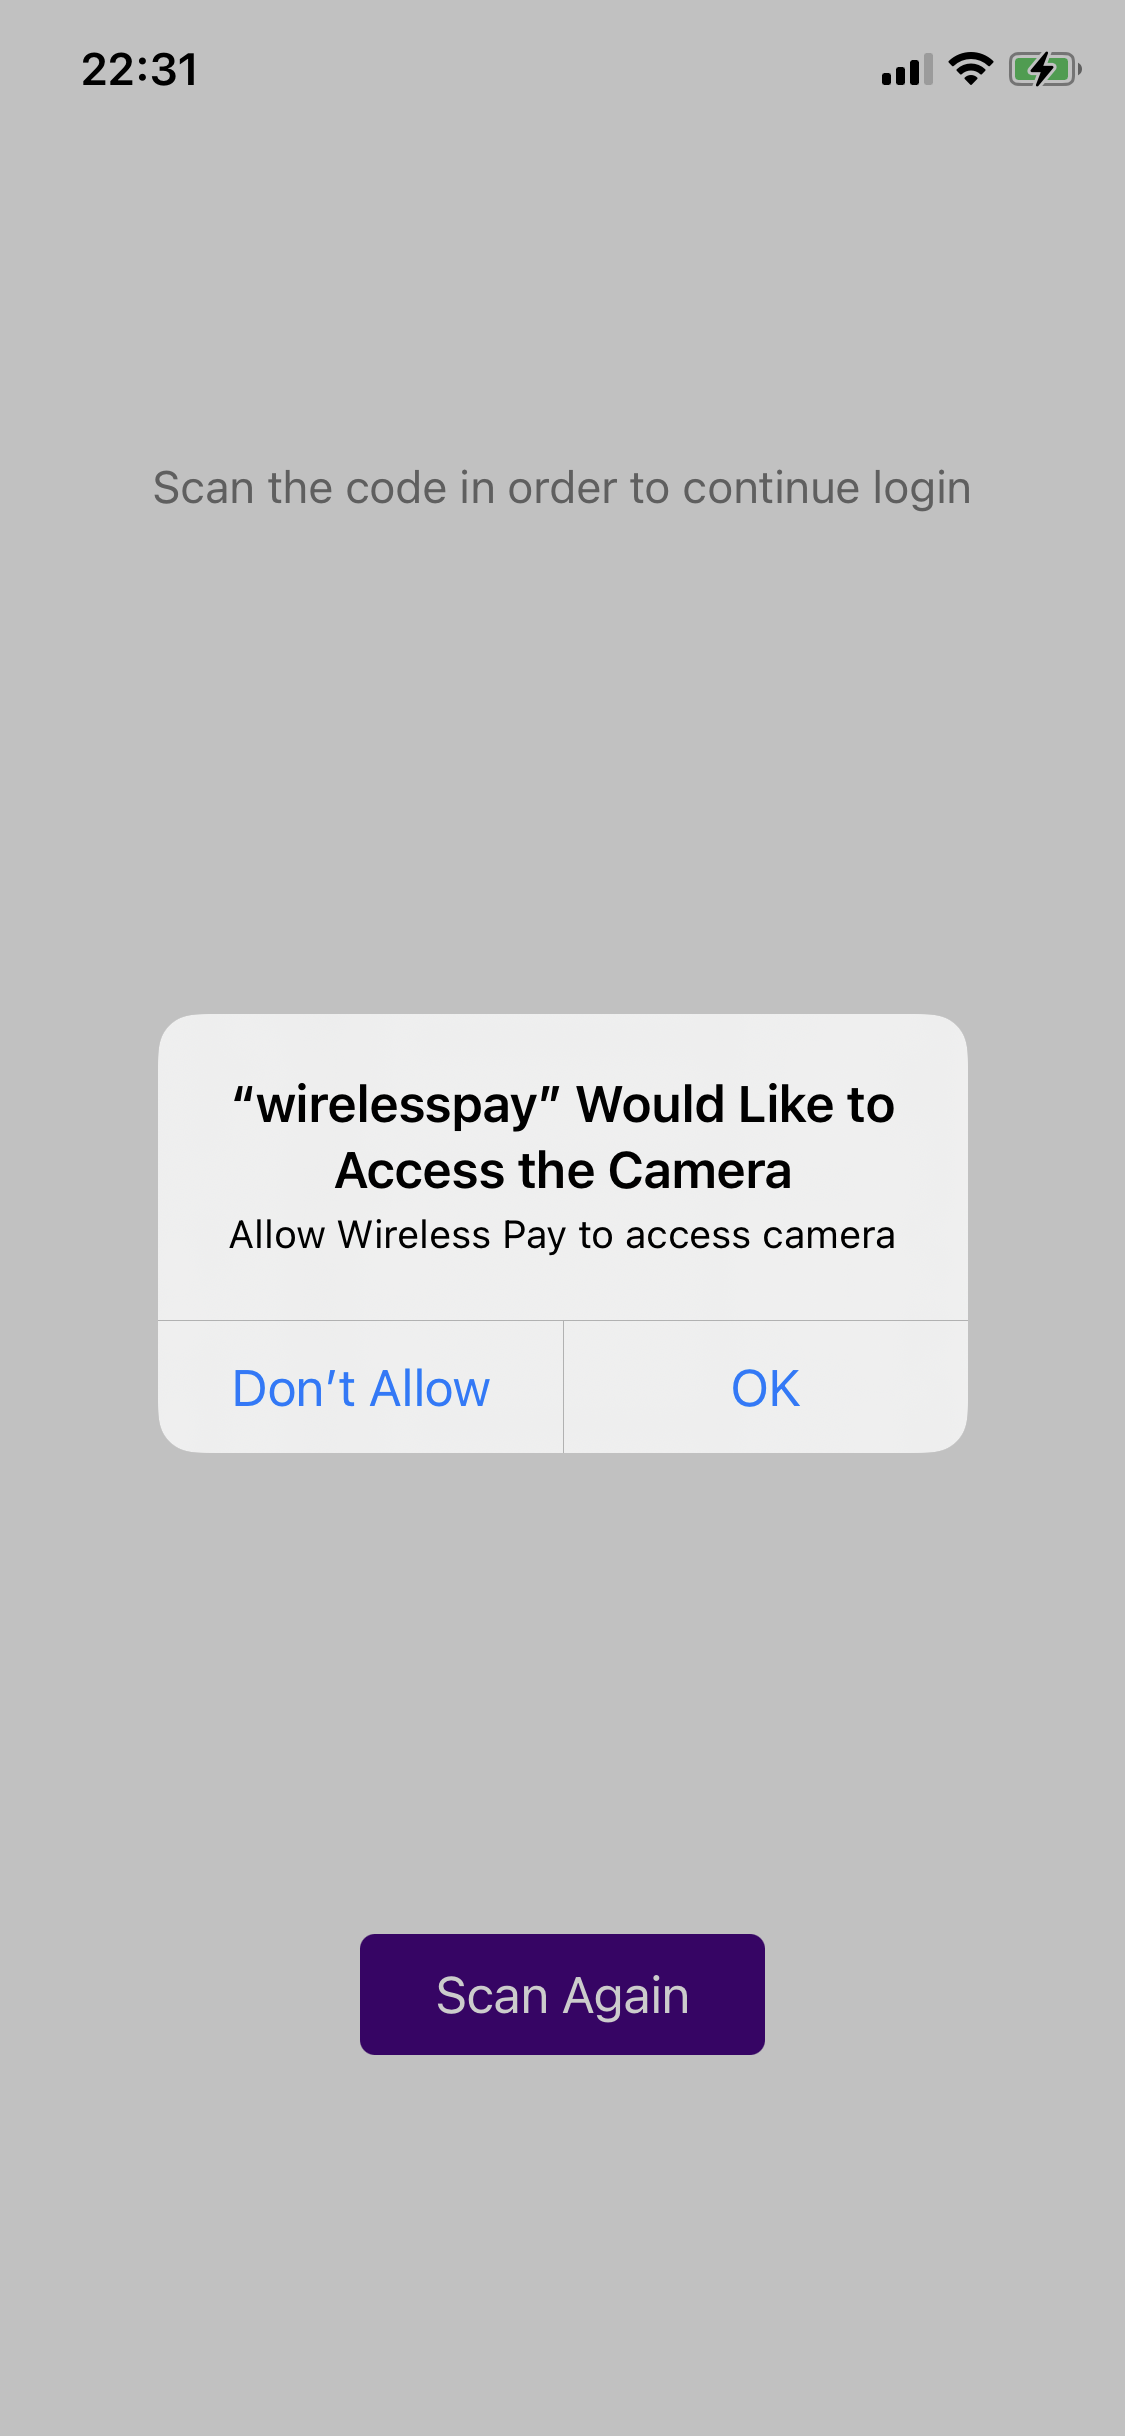 22:31
Scan the code in order to continue login
“wirelesspay” Would Like to
Access the Camera
Allow Wireless Pay to access camera
Don’t Allow
OK
Scan Again